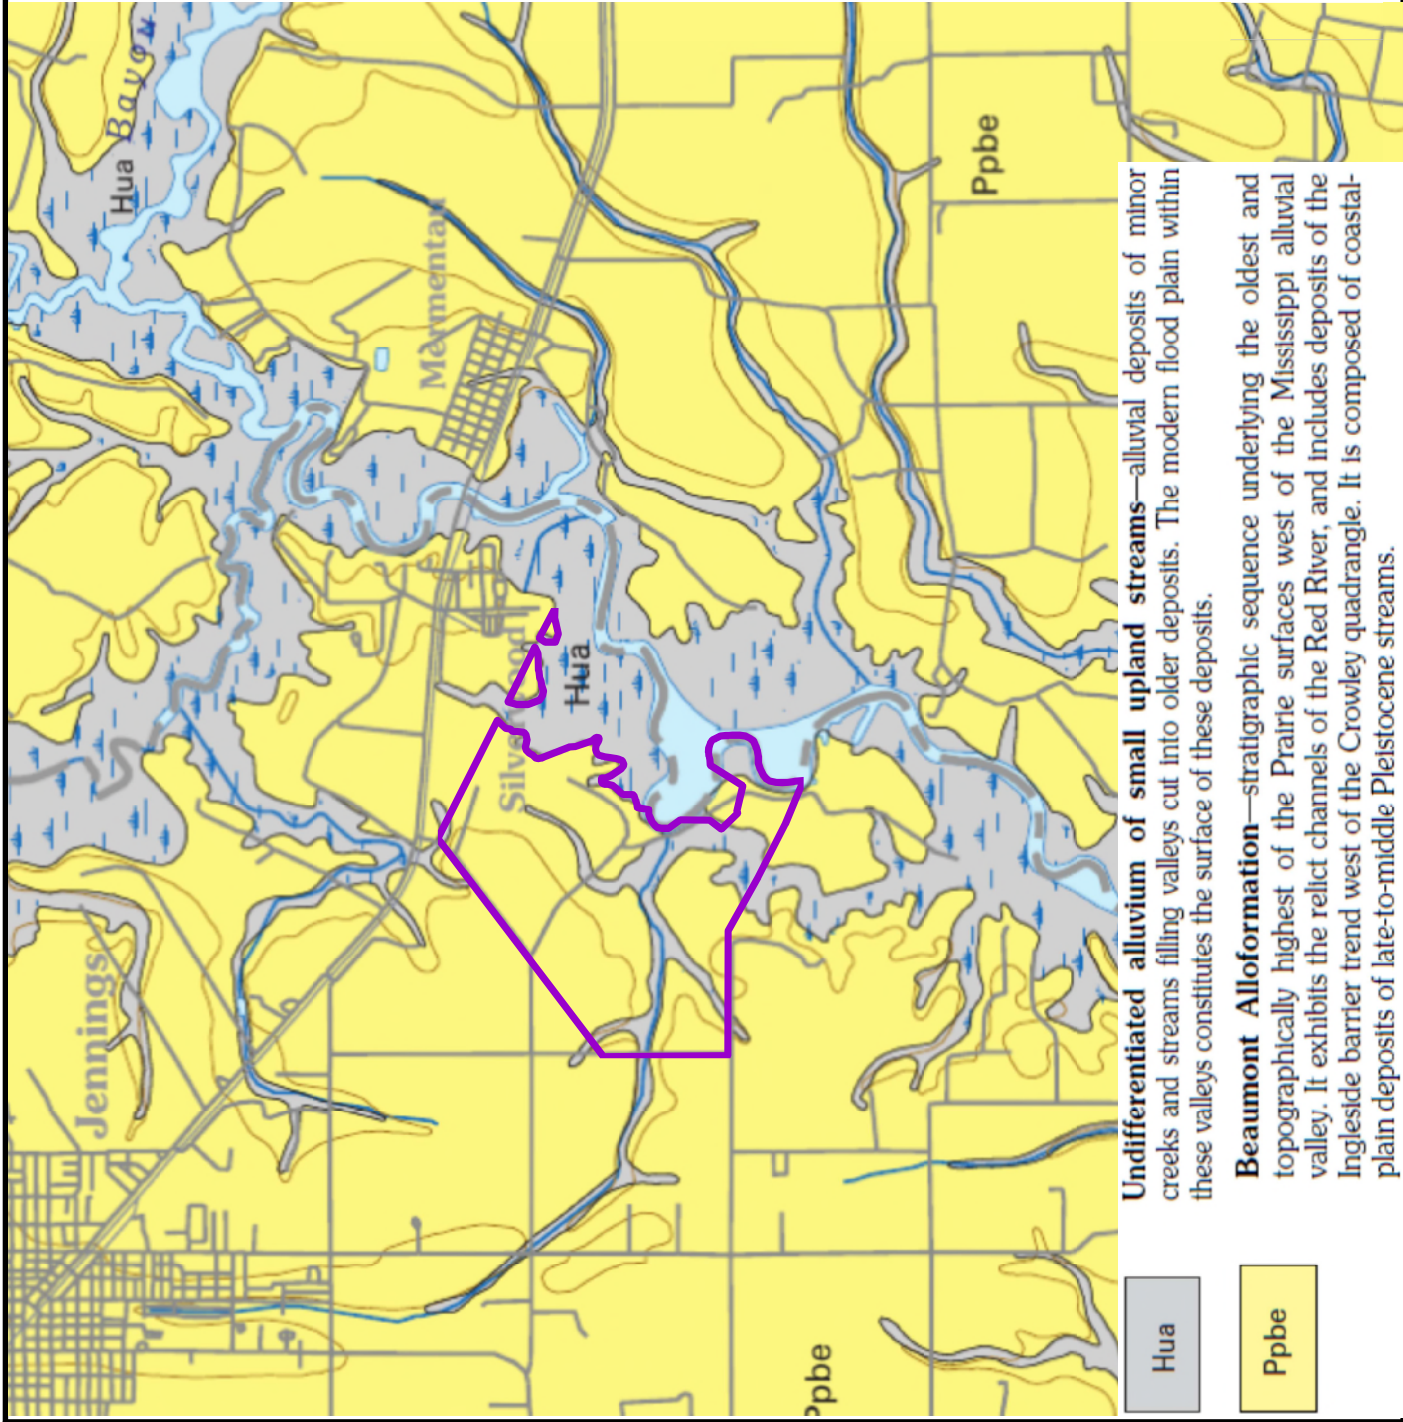 Jennings
Silverwood
Mermentau
Bayou
Hua
Hua
Ppbe
Ppbe
Hua
Undifferentiated alluvium of small upland streams—alluvial deposits of minor
creeks and streams filling valleys cut into older deposits. The modern flood plain within
these valleys constitutes the surface of these deposits.
Ppbe
Beaumont Alloformation—stratigraphic sequence underlying the oldest and
topographically highest of the Prairie surfaces west of the Mississippi alluvial
valley. It exhibits the relict channels of the Red River, and includes deposits of the
Ingleside barrier trend west of the Crowley quadrangle. It is composed of coastal-
plain deposits of late-to-middle Pleistocene streams.